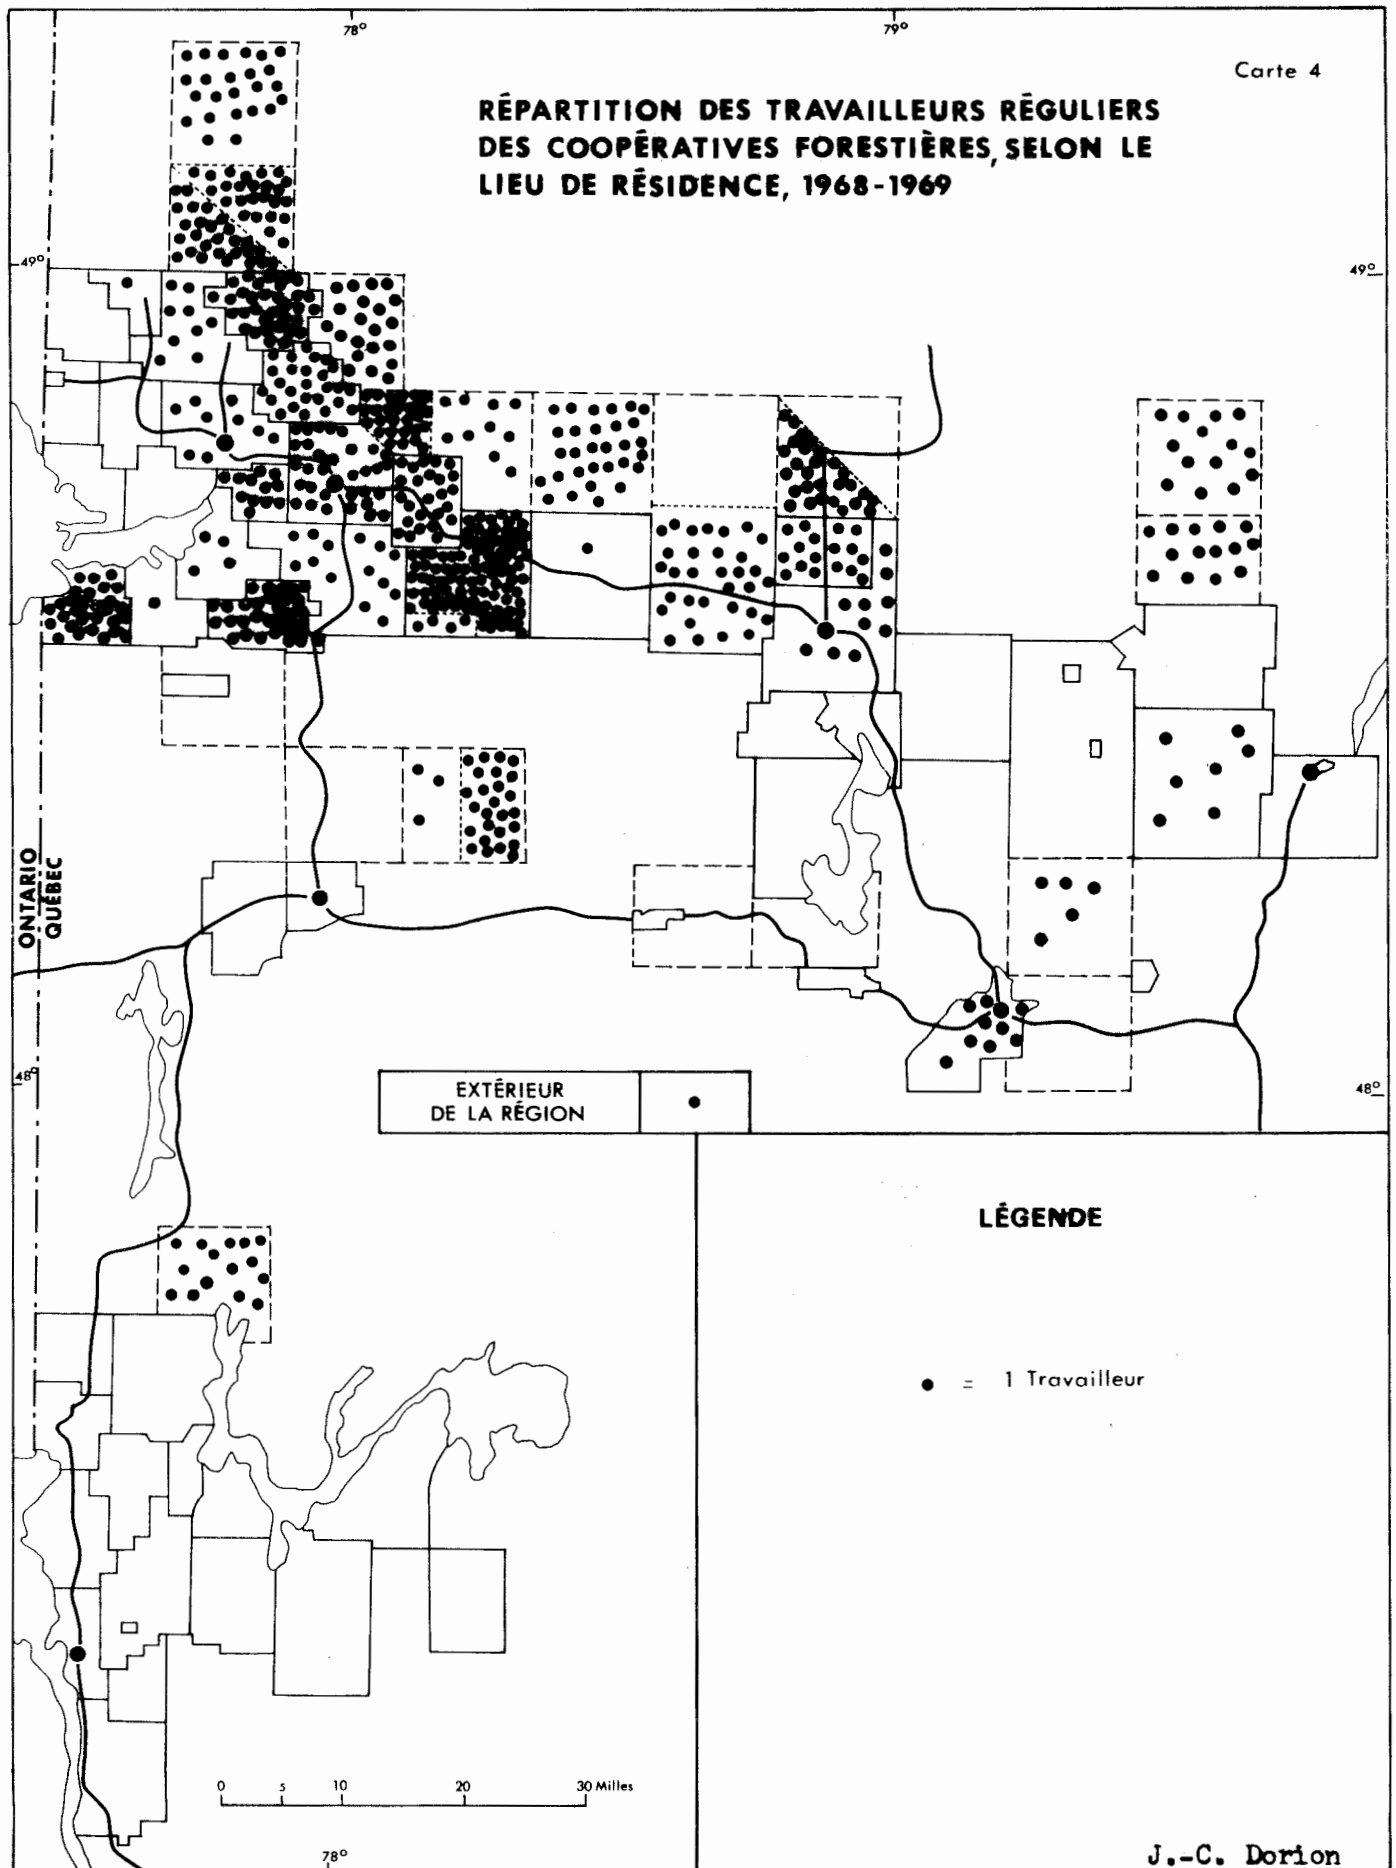 78° 79°
Carte 4
RÉPARTITION DES TRAVAILLEURS RÉGULIERS
DES COOPÉRATIVES FORESTIÈRES, SELON LE
LIEU DE RÉSIDENCE, 1968-1969
49° 49°
ONTARIO
QUÉBEC
48° 48°
EXTÉRIEUR
DE LA RÉGION
LÉGENDE
= 1 Travailleur
0 5 10 20 30 Milles
78°
J.-C. Dorion